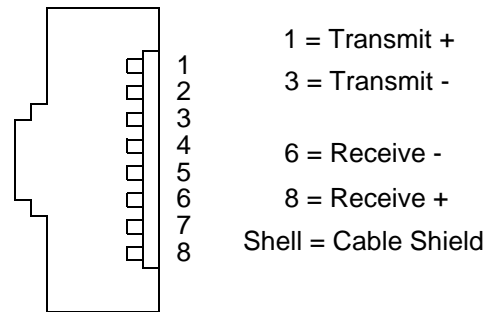 1
2
3
4
5
6
7
8
1 = Transmit +
3 = Transmit -
6 = Receive -
8 = Receive +
Shell = Cable Shield